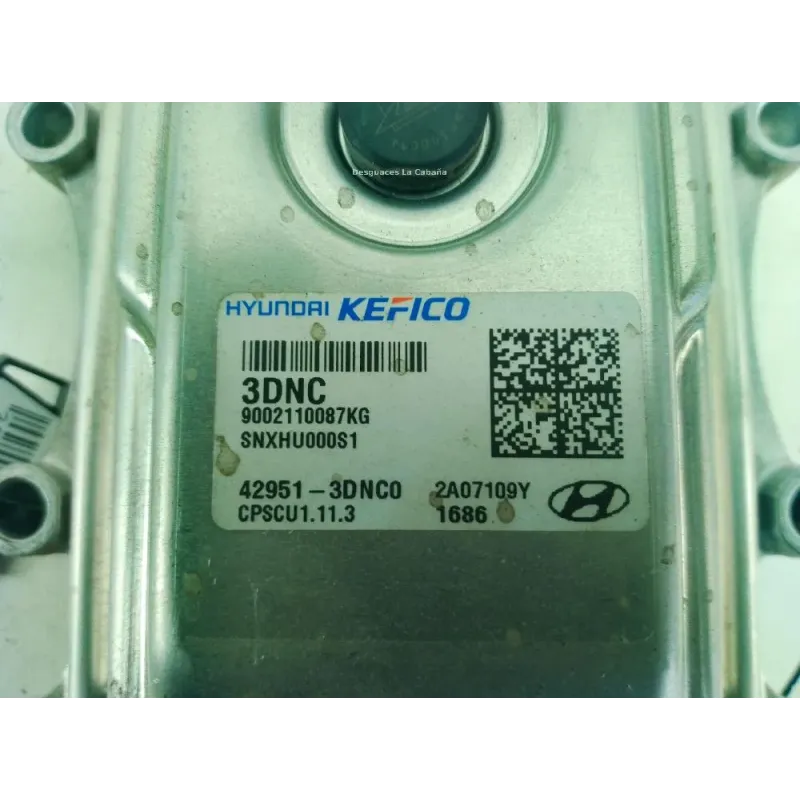 Desguaces La Cabaña
HYUNDAI KEFICO
3DNC
9002110087KG
SNXHU000S1
42951-3DNC0 2A07109Y
CPSCU1.11.3 1686